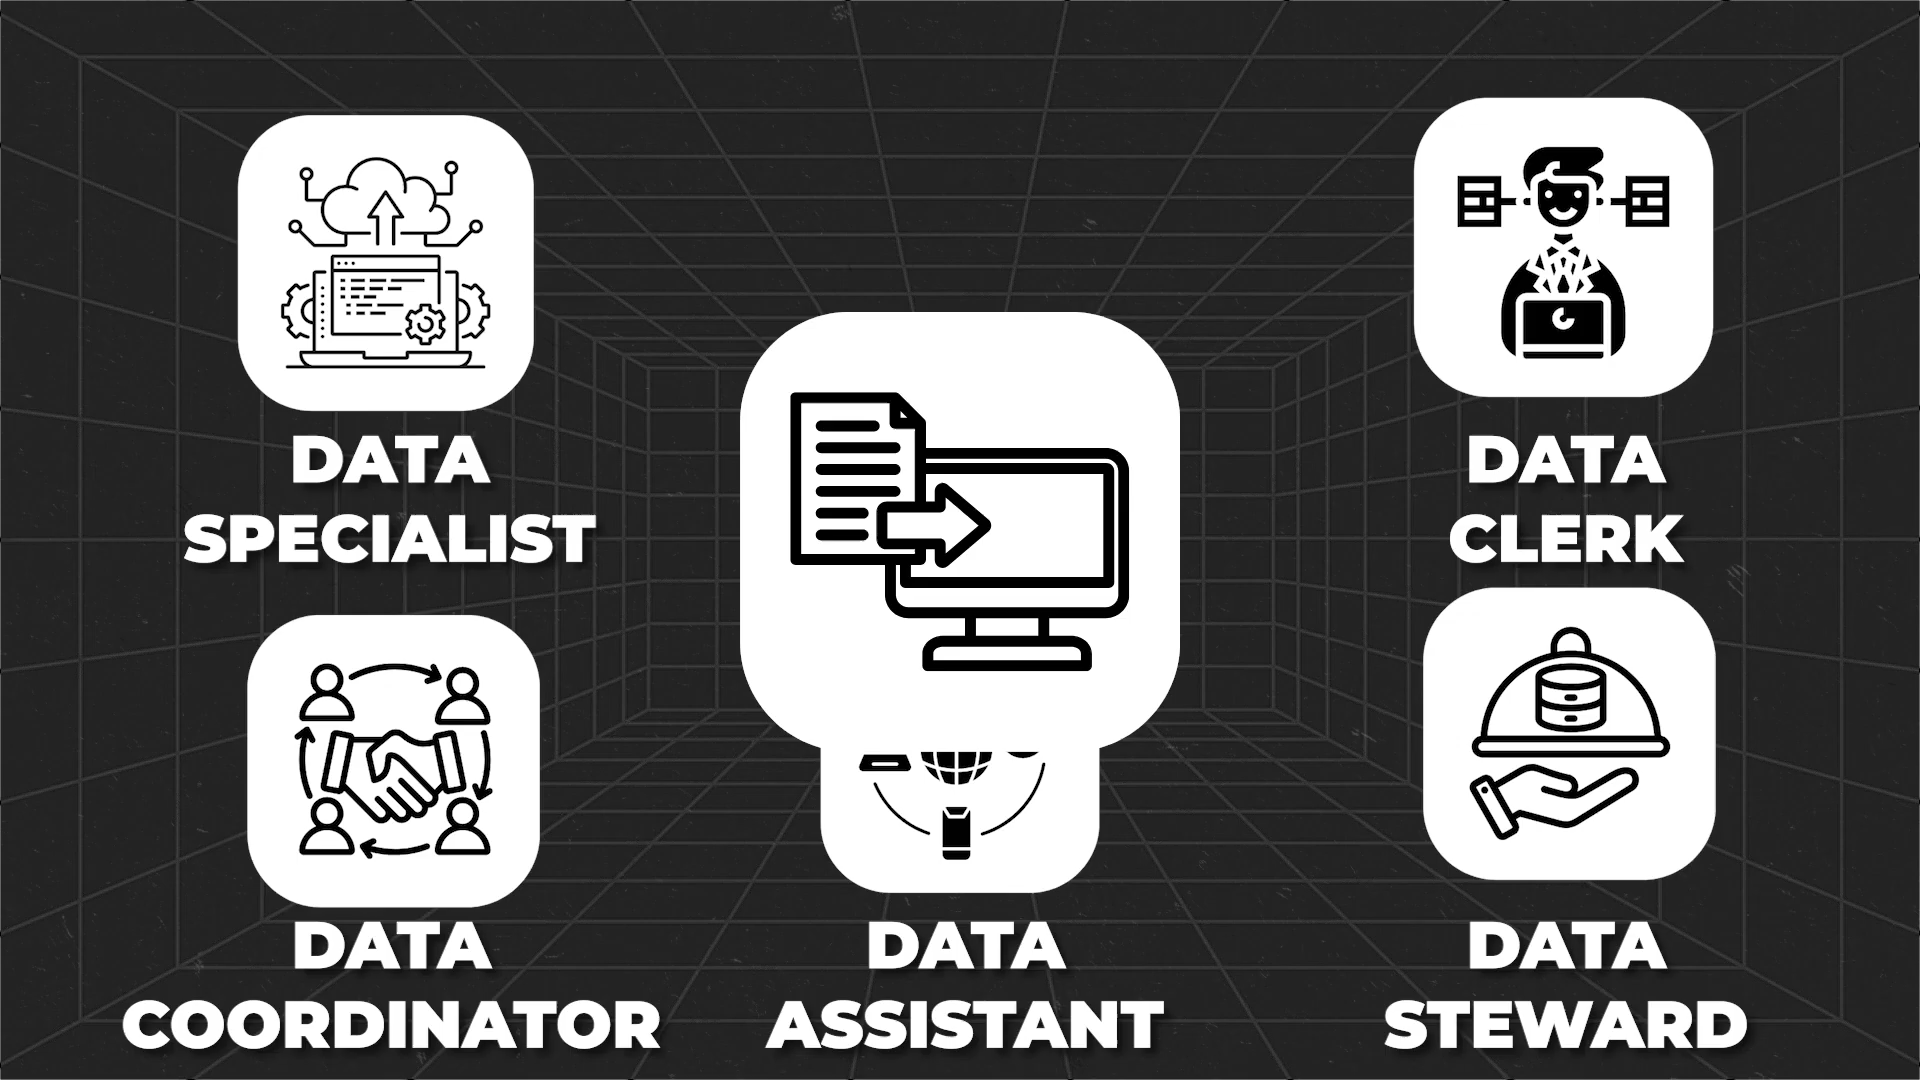 DATA
SPECIALIST
DATA
CLERK
DATA
COORDINATOR
DATA
ASSISTANT
DATA
STEWARD